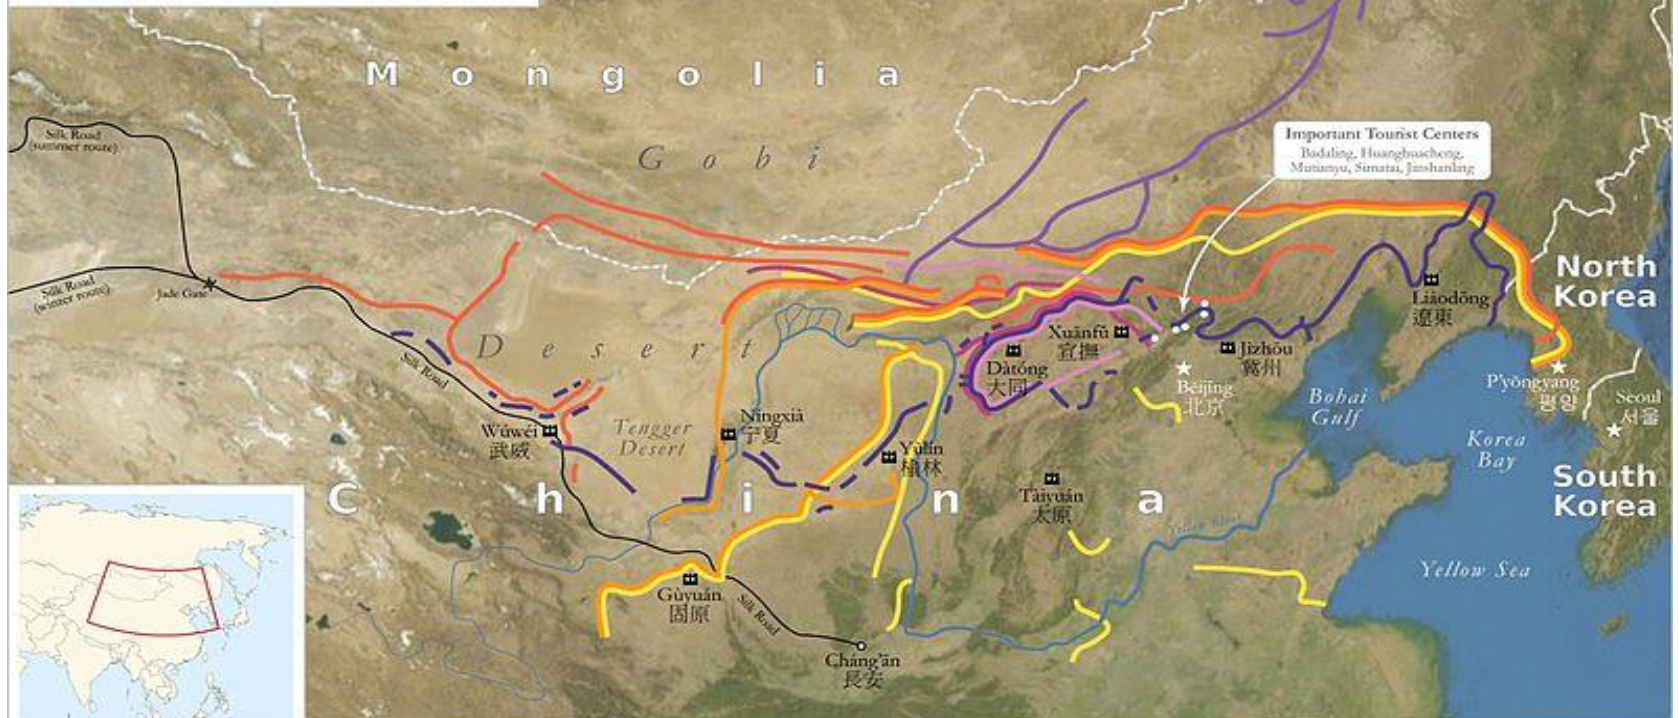 Mongolia
Silk Road
(summer route)
Gobi
Important Tourist Centers
Badaling, Huanghuacheng,
Mutianyu, Simatai, Jinshanling
Jade Gate
Silk Road
(winter route)
North
Korea
Liáodōng
遼東
Xuānfǔ
宣撫
Desert
Silk Road
Dàtóng
大同
Jìzhōu
冀州
Běijīng
北京
P'yŏngyang
평양
Bohai
Gulf
Seoul
서울
Níngxià
宁夏
Tengger
Desert
Wǔwēi
武威
Korea
Bay
Yúlín
榆林
South
Korea
China
Tàiyuán
太原
Yellow River
Yellow Sea
Gùyuán
固原
Silk Road
Cháng'ān
長安